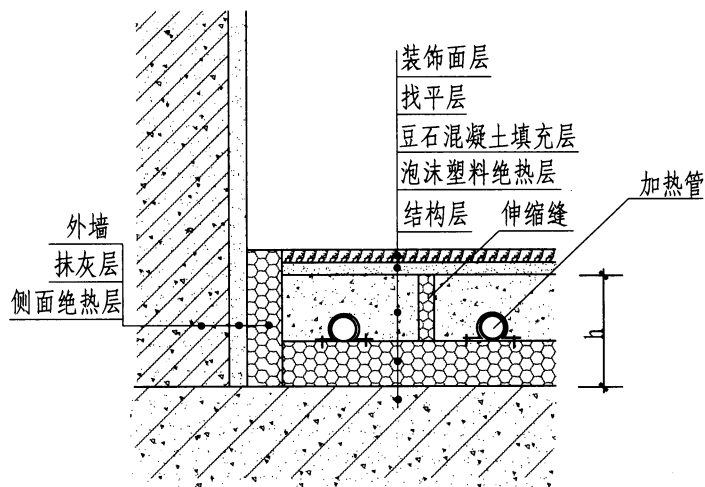 装饰面层
找平层
豆石混凝土填充层
泡沫塑料绝热层
结构层
伸缩缝
加热管
外墙
抹灰层
侧面绝热层
h